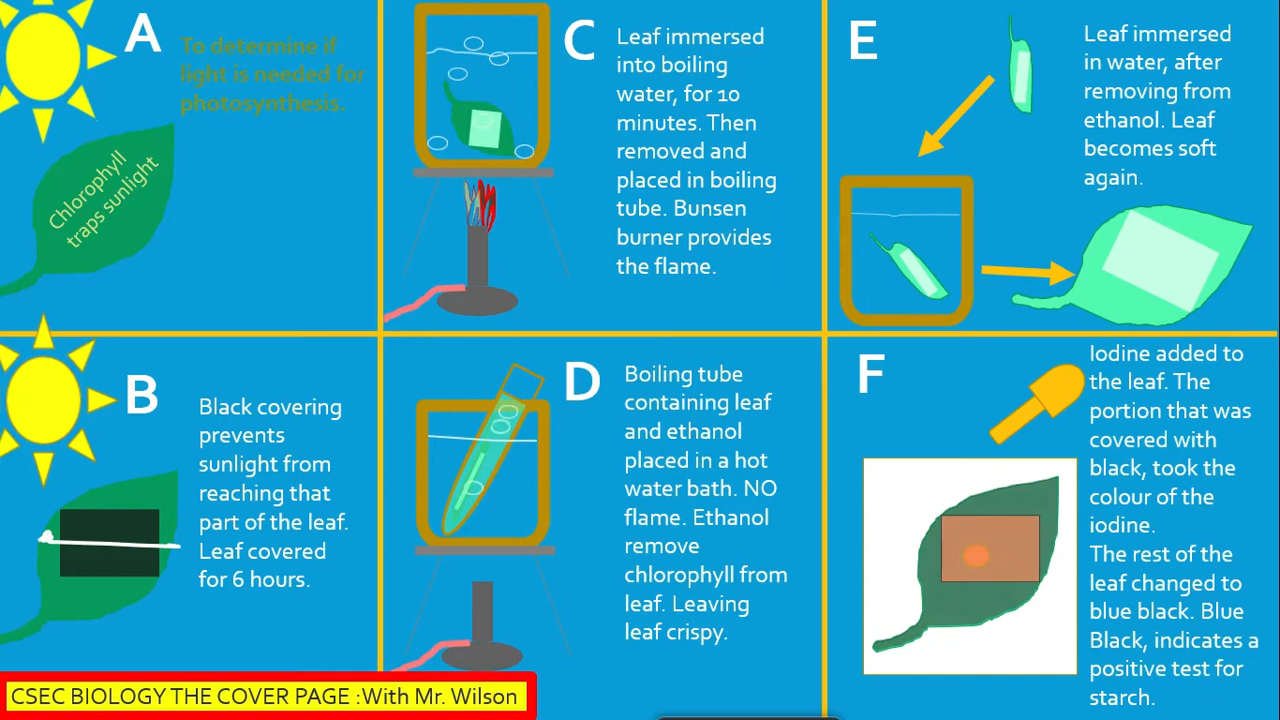 A
To determine if
light is needed for
photosynthesis.
Chlorophyll
traps sunlight
B
Black covering
prevents
sunlight from
reaching that
part of the leaf.
Leaf covered
for 6 hours.
C
Leaf immersed
into boiling
water, for 10
minutes. Then
removed and
placed in boiling
tube. Bunsen
burner provides
the flame.
D
Boiling tube
containing leaf
and ethanol
placed in a hot
water bath. NO
flame. Ethanol
remove
chlorophyll from
leaf. Leaving
leaf crispy.
E
Leaf immersed
in water, after
removing from
ethanol. Leaf
becomes soft
again.
F
Iodine added to
the leaf. The
portion that was
covered with
black, took the
colour of the
iodine.
The rest of the
leaf changed to
blue black. Blue
Black, indicates a
positive test for
starch.
CSEC BIOLOGY THE COVER PAGE :With Mr. Wilson